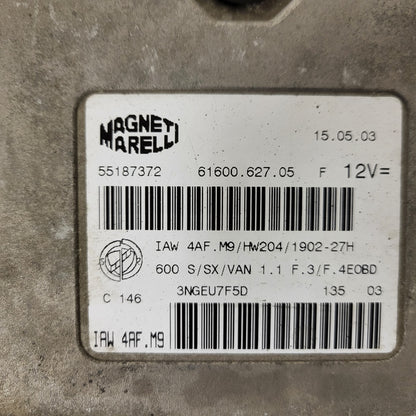 MAGNETI
MARELLI
15.05.03
55187372 61600.627.05 F 12V=
IAW 4AF.M9/HW204/1902-27H
600 S/SX/VAN 1.1 F.3/F.4EOBD
C 146 3NGEU7F5D 135 03
IAW 4AF.M9